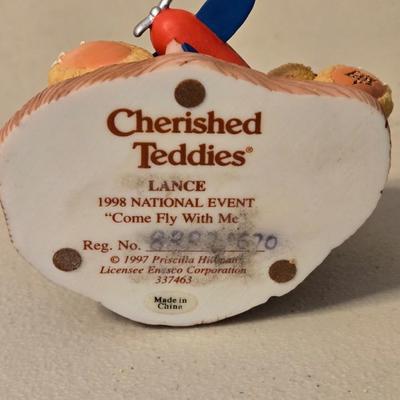 Cherished
Teddies®
LANCE
1998 NATIONAL EVENT
"Come Fly With Me"
Reg. No.
© 1997 Priscilla Hillman
Licensee Enesco Corporation
337463
Made in
China